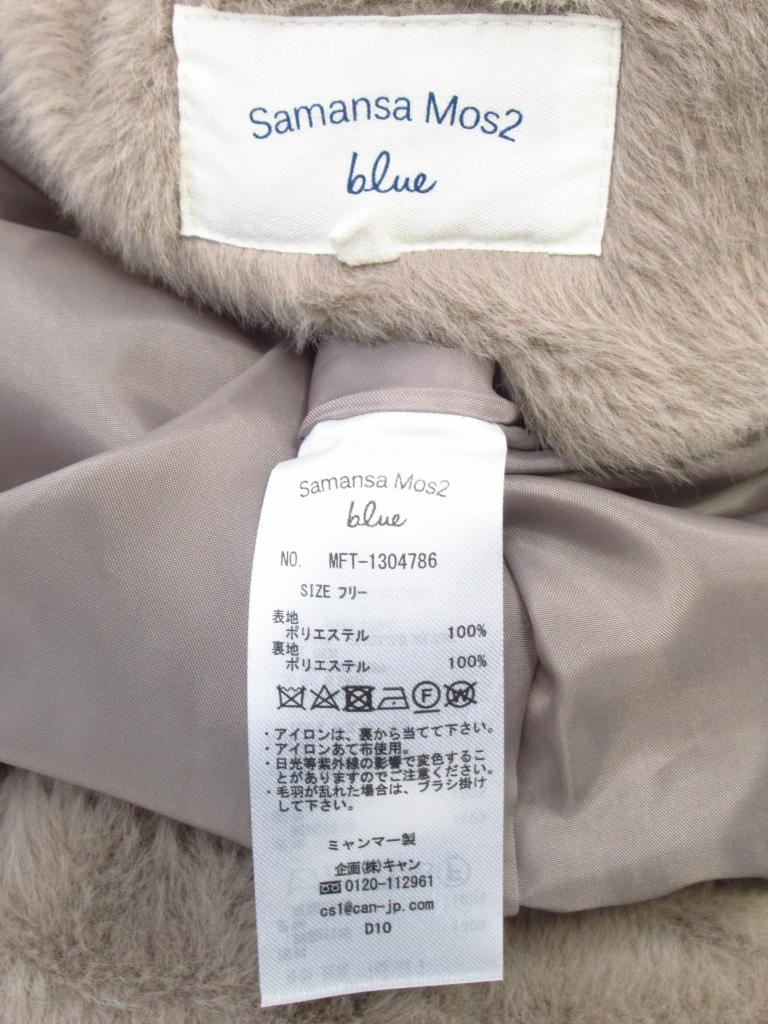 Samansa Mos2
blue
Samansa Mos2
blue
NO. MFT-1304786
SIZE フリー
表地
ポリエステル 100%
裏地
ポリエステル 100%
F W
・アイロンは、裏から当てて下さい。
・アイロンあて布使用。
・日光等紫外線の影響で変色するこ
とがありますのでご注意ください。
・毛羽が乱れた場合は、ブラシ掛け
して下さい。
ミャンマー製
企画(株)キャン
0120-112961
cs1@can-jp.com
D10